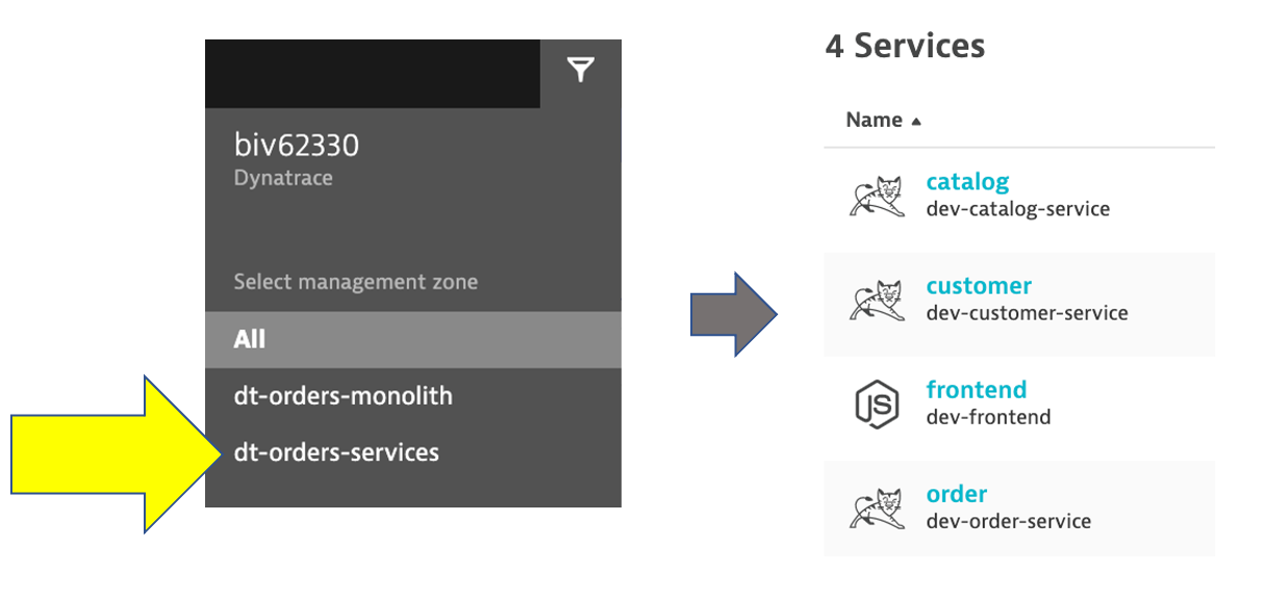 biv62330
Dynatrace
Select management zone
All
dt-orders-monolith
dt-orders-services
4 Services
Name
catalog
dev-catalog-service
customer
dev-customer-service
JS
frontend
dev-frontend
order
dev-order-service